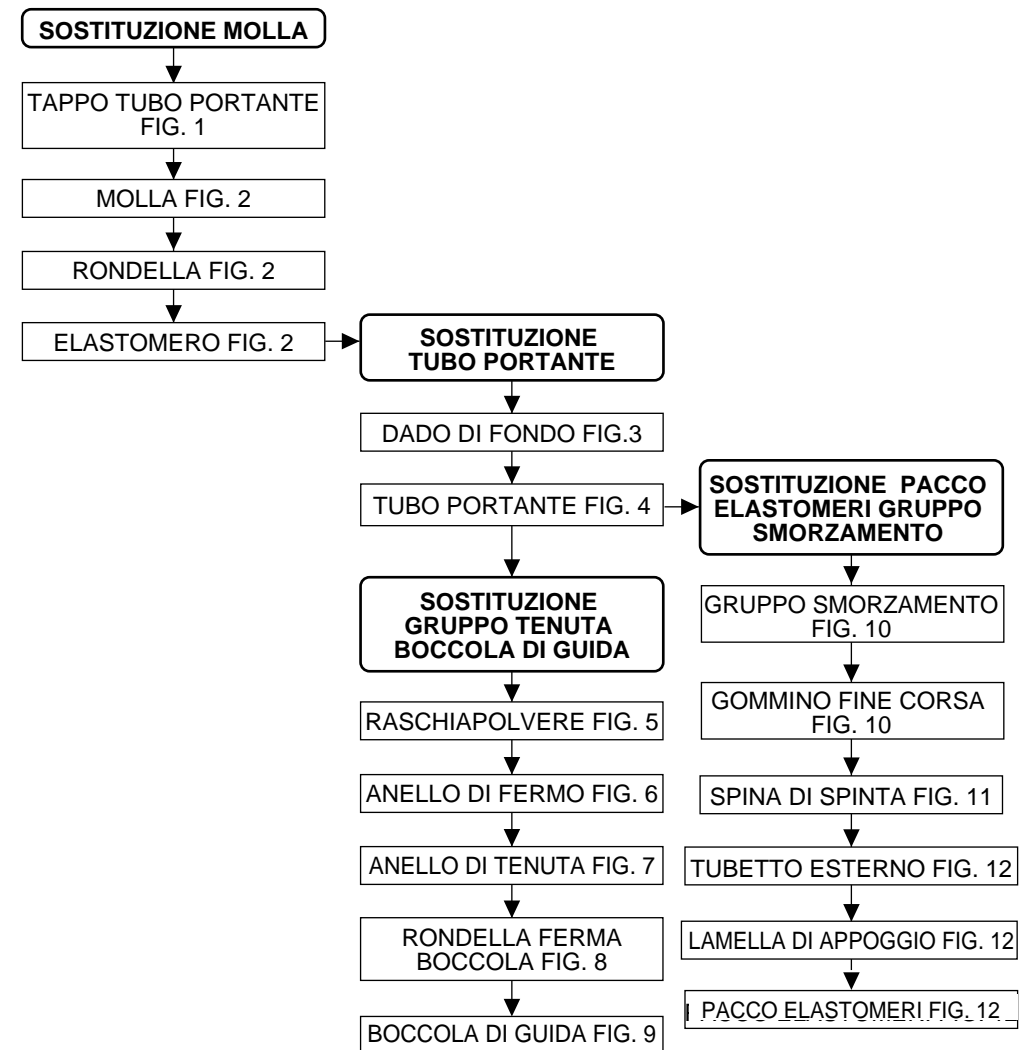 SOSTITUZIONE MOLLA
TAPPO TUBO PORTANTE
FIG. 1
MOLLA FIG. 2
RONDELLA FIG. 2
ELASTOMERO FIG. 2
SOSTITUZIONE
TUBO PORTANTE
DADO DI FONDO FIG.3
TUBO PORTANTE FIG. 4
SOSTITUZIONE
GRUPPO TENUTA
BOCCOLA DI GUIDA
RASCHIAPOLVERE FIG. 5
ANELLO DI FERMO FIG. 6
ANELLO DI TENUTA FIG. 7
RONDELLA FERMA
BOCCOLA FIG. 8
BOCCOLA DI GUIDA FIG. 9
SOSTITUZIONE PACCO
ELASTOMERI GRUPPO
SMORZAMENTO
GRUPPO SMORZAMENTO
FIG. 10
GOMMINO FINE CORSA
FIG. 10
SPINA DI SPINTA FIG. 11
TUBETTO ESTERNO FIG. 12
LAMELLA DI APPOGGIO FIG. 12
PACCO ELASTOMERI FIG. 12